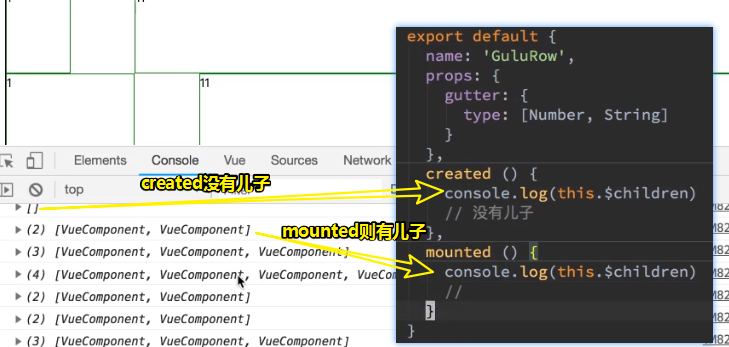 1
11
1
11
Elements Console Vue Sources Network
top
created没有儿子
[]
mounted则有儿子
(2) [VueComponent, VueComponent]
(3) [VueComponent, VueComponent, VueComponent]
(4) [VueComponent, VueComponent, VueComponent, VueCom
(2) [VueComponent, VueComponent]
(2) [VueComponent, VueComponent]
(3) [VueComponent, VueComponent, VueComponent]
export default {
name: 'GuluRow',
props: {
gutter: {
type: [Number, String]
}
},
created () {
console.log(this.$children)
// 没有儿子
},
mounted () {
console.log(this.$children)
//
}
}